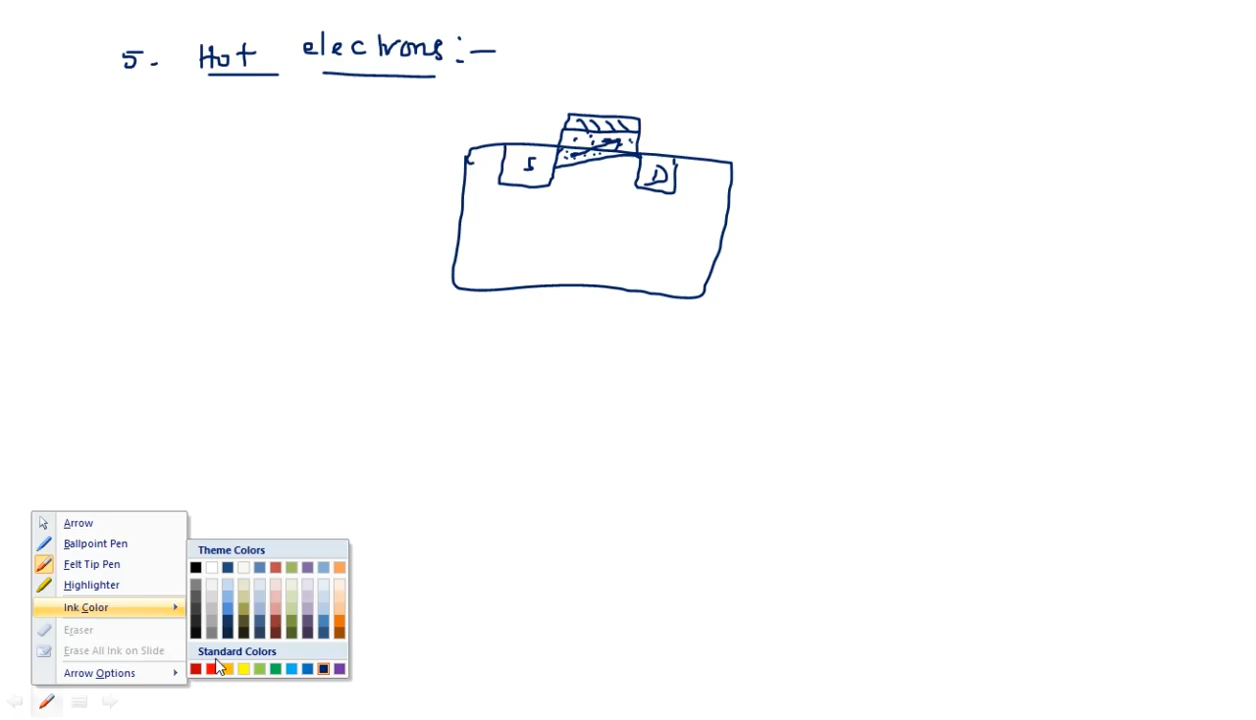 5. Hot electrons:-
S
D
Arrow
Ballpoint Pen
Felt Tip Pen
Highlighter
Ink Color
Eraser
Erase All Ink on Slide
Arrow Options
Theme Colors
Standard Colors